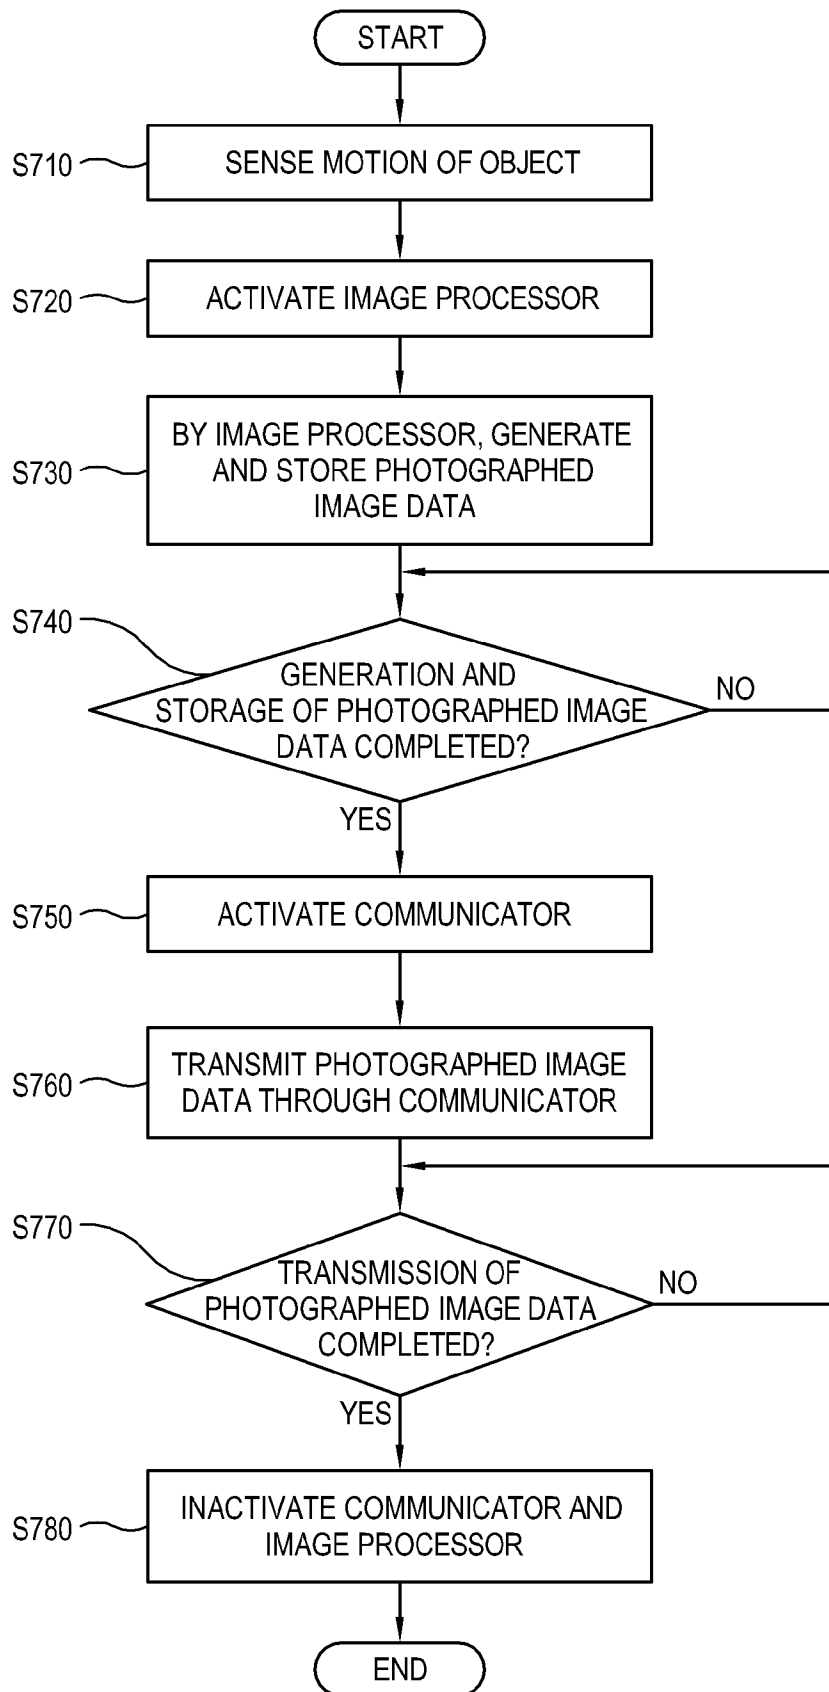 START
S710
SENSE MOTION OF OBJECT
S720
ACTIVATE IMAGE PROCESSOR
S730
BY IMAGE PROCESSOR, GENERATE
AND STORE PHOTOGRAPHED
IMAGE DATA
S740
GENERATION AND
STORAGE OF PHOTOGRAPHED IMAGE
DATA COMPLETED?
NO
YES
S750
ACTIVATE COMMUNICATOR
S760
TRANSMIT PHOTOGRAPHED IMAGE
DATA THROUGH COMMUNICATOR
S770
TRANSMISSION OF
PHOTOGRAPHED IMAGE DATA
COMPLETED?
NO
YES
S780
INACTIVATE COMMUNICATOR AND
IMAGE PROCESSOR
END